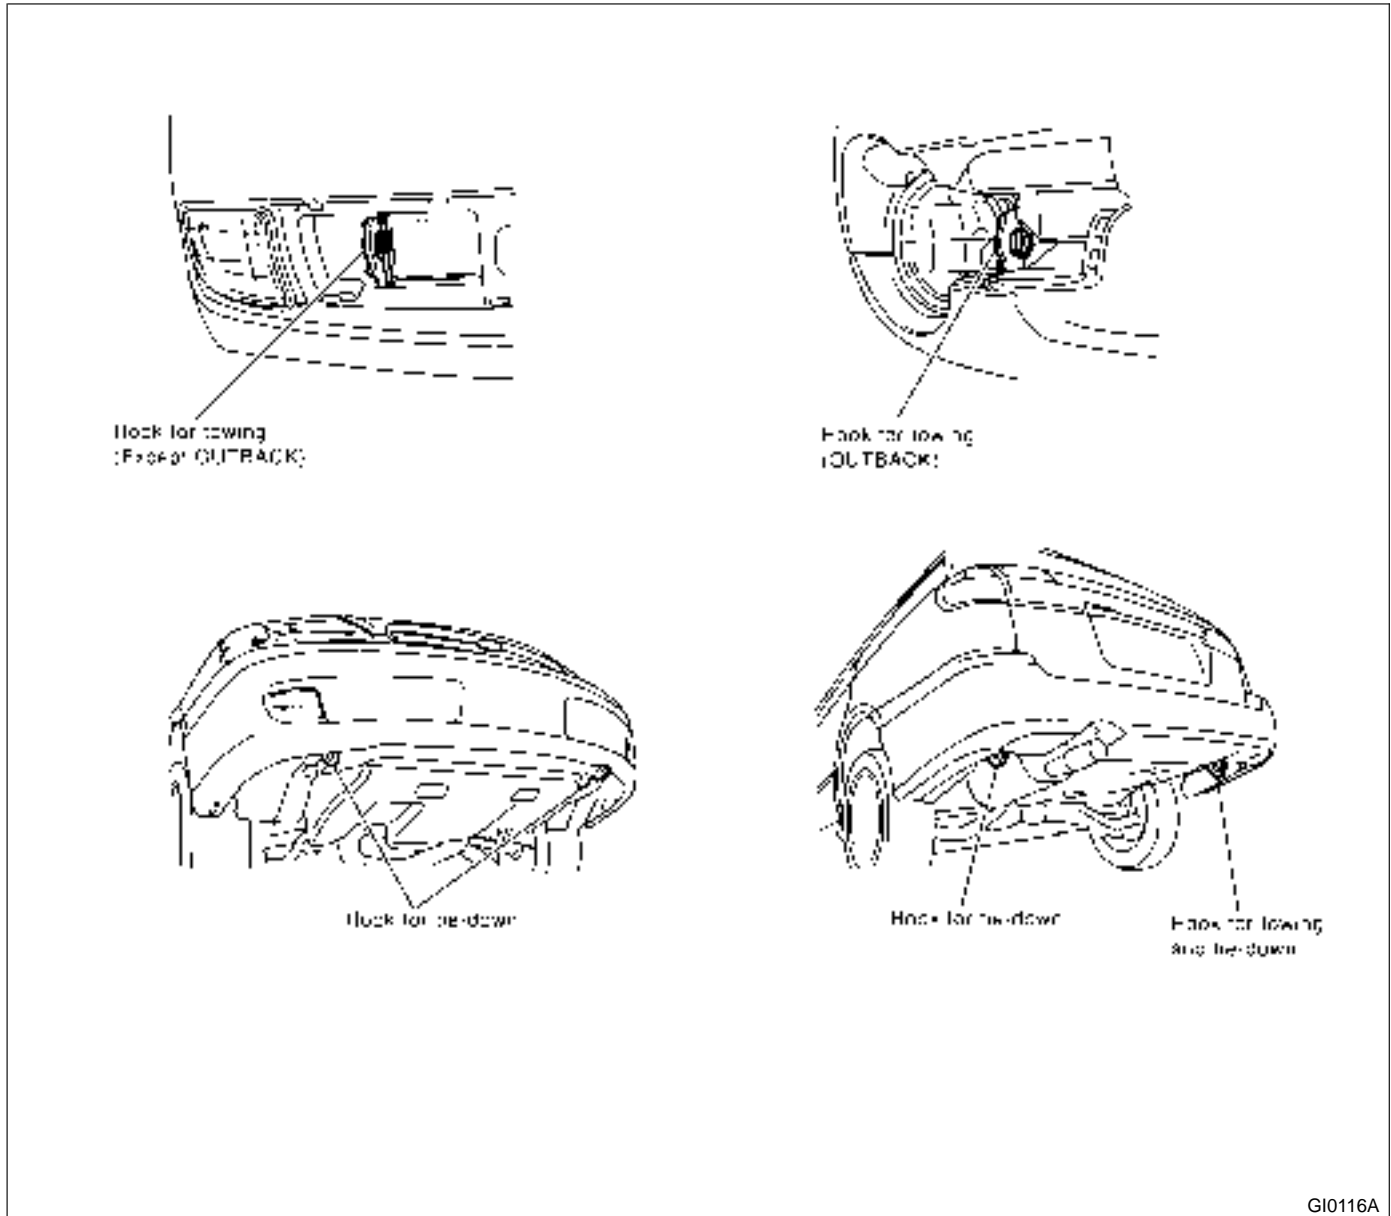 Hook for towing
(Except OUTBACK)
Hook for towing
(OUTBACK)
Hook for tie-down
Hook for tie-down
Hook for towing
and tie-down
GI0116A